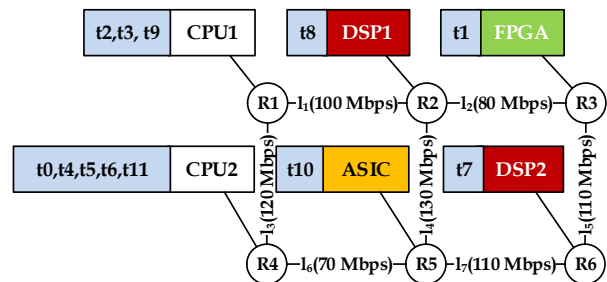 t2,t3, t9 CPU1 t8 DSP1 t1 FPGA
R1 l₁(100 Mbps) R2 l₂(80 Mbps) R3
l₃(120 Mbps) l₄(130 Mbps) l₅(110 Mbps)
t0,t4,t5,t6,t11 CPU2 t10 ASIC t7 DSP2
R4 l₆(70 Mbps) R5 l₇(110 Mbps) R6